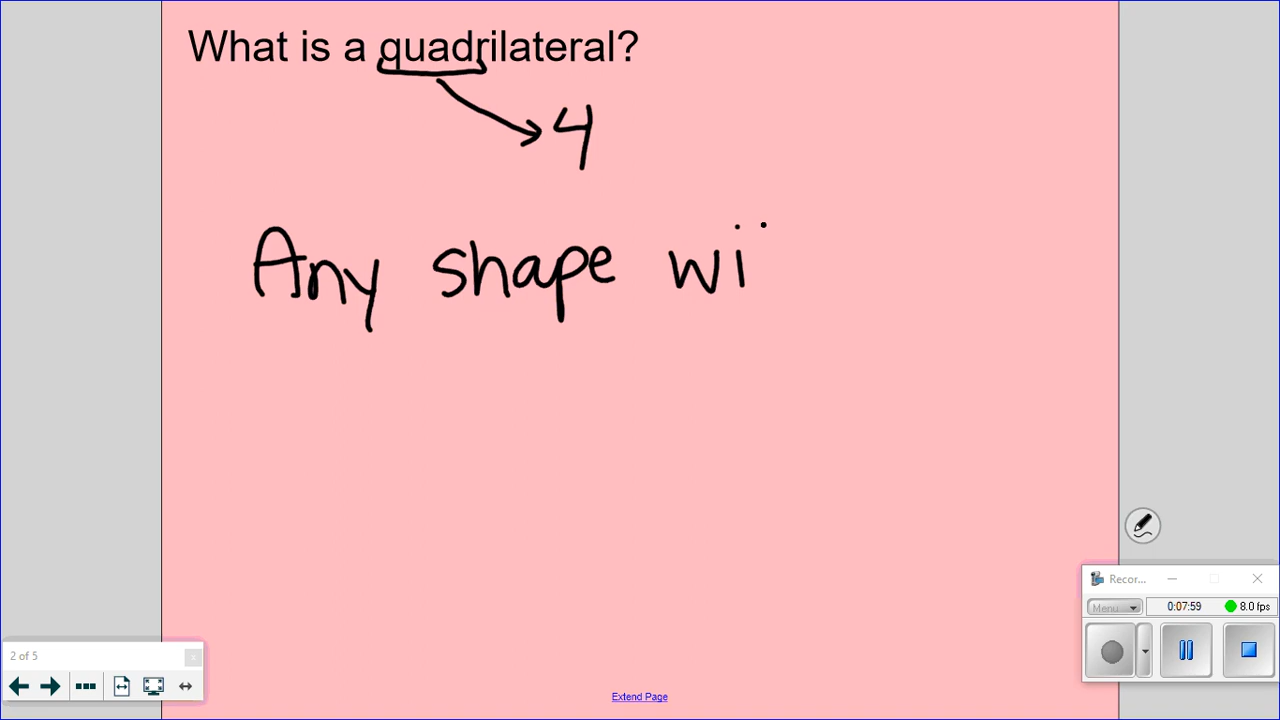 What is a quadrilateral?
4
Any shape wi
Recor...
Menu
0:07:59
8.0 fps
2 of 5
Extend Page